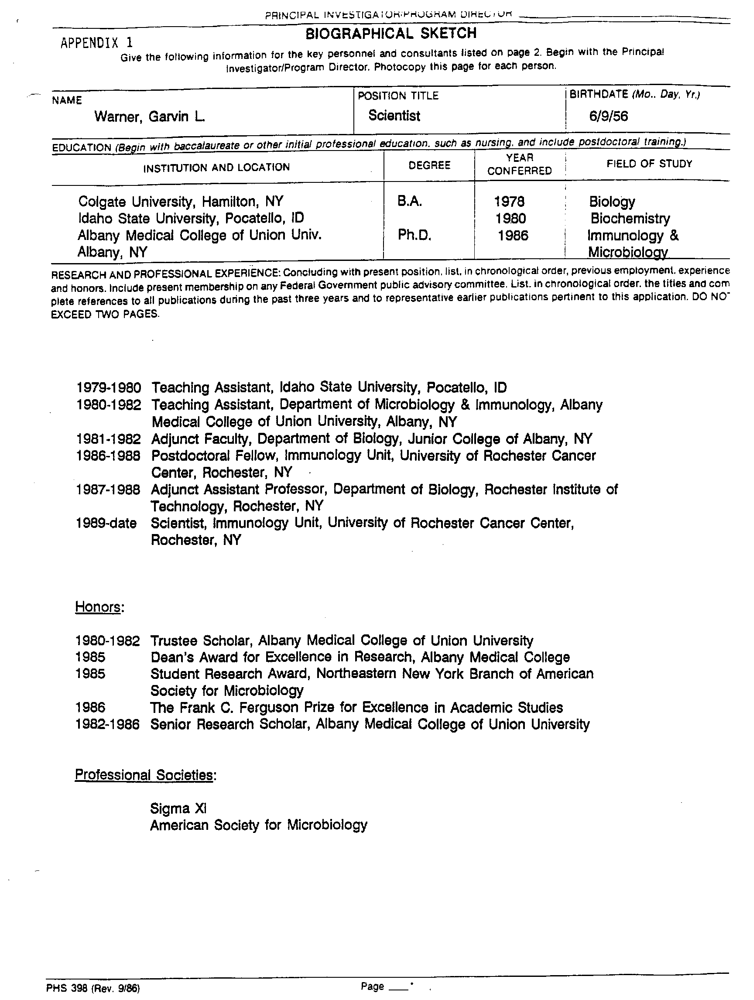 PRINCIPAL INVESTIGATOR/PROGRAM DIRECTOR
APPENDIX 1
BIOGRAPHICAL SKETCH
Give the following information for the key personnel and consultants listed on page 2. Begin with the Principal
Investigator/Program Director. Photocopy this page for each person.
NAME
POSITION TITLE
BIRTHDATE (Mo.. Day, Yr.)
Warner, Garvin L.
Scientist
6/9/56
EDUCATION (Begin with baccalaureate or other initial professional education, such as nursing, and include postdoctoral training.)
INSTITUTION AND LOCATION DEGREE YEAR CONFERRED FIELD OF STUDY
Colgate University, Hamilton, NY B.A. 1978 Biology
Idaho State University, Pocatello, ID 1980 Biochemistry
Albany Medical College of Union Univ. Ph.D. 1986 Immunology &
Albany, NY Microbiology
RESEARCH AND PROFESSIONAL EXPERIENCE: Concluding with present position, list, in chronological order, previous employment, experience
and honors. Include present membership on any Federal Government public advisory committee. List, in chronological order, the titles and com
plete references to all publications during the past three years and to representative earlier publications pertinent to this application. DO NOT
EXCEED TWO PAGES.
1979-1980 Teaching Assistant, Idaho State University, Pocatello, ID
1980-1982 Teaching Assistant, Department of Microbiology & Immunology, Albany
Medical College of Union University, Albany, NY
1981-1982 Adjunct Faculty, Department of Biology, Junior College of Albany, NY
1986-1988 Postdoctoral Fellow, Immunology Unit, University of Rochester Cancer
Center, Rochester, NY
1987-1988 Adjunct Assistant Professor, Department of Biology, Rochester Institute of
Technology, Rochester, NY
1989-date Scientist, Immunology Unit, University of Rochester Cancer Center,
Rochester, NY
Honors:
1980-1982 Trustee Scholar, Albany Medical College of Union University
1985 Dean's Award for Excellence in Research, Albany Medical College
1985 Student Research Award, Northeastern New York Branch of American
Society for Microbiology
1986 The Frank C. Ferguson Prize for Excellence in Academic Studies
1982-1986 Senior Research Scholar, Albany Medical College of Union University
Professional Societies:
Sigma Xi
American Society for Microbiology
PHS 398 (Rev. 9/86)
Page ___*